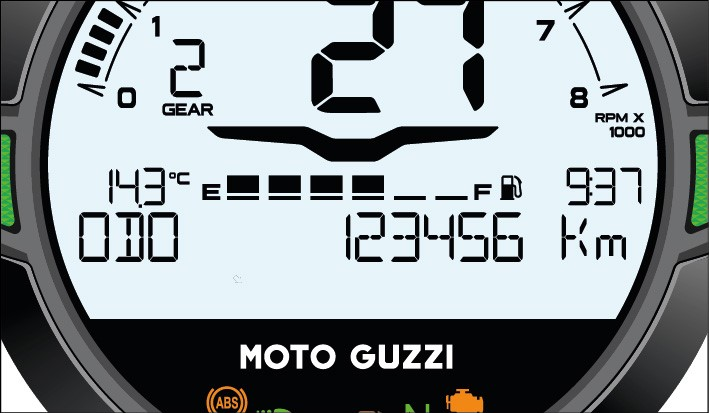 27
1
7
2
GEAR
0
8
RPM X
1000
14.3°C
E
F
9:37
ODO
123456 Km
MOTO GUZZI
ABS
N